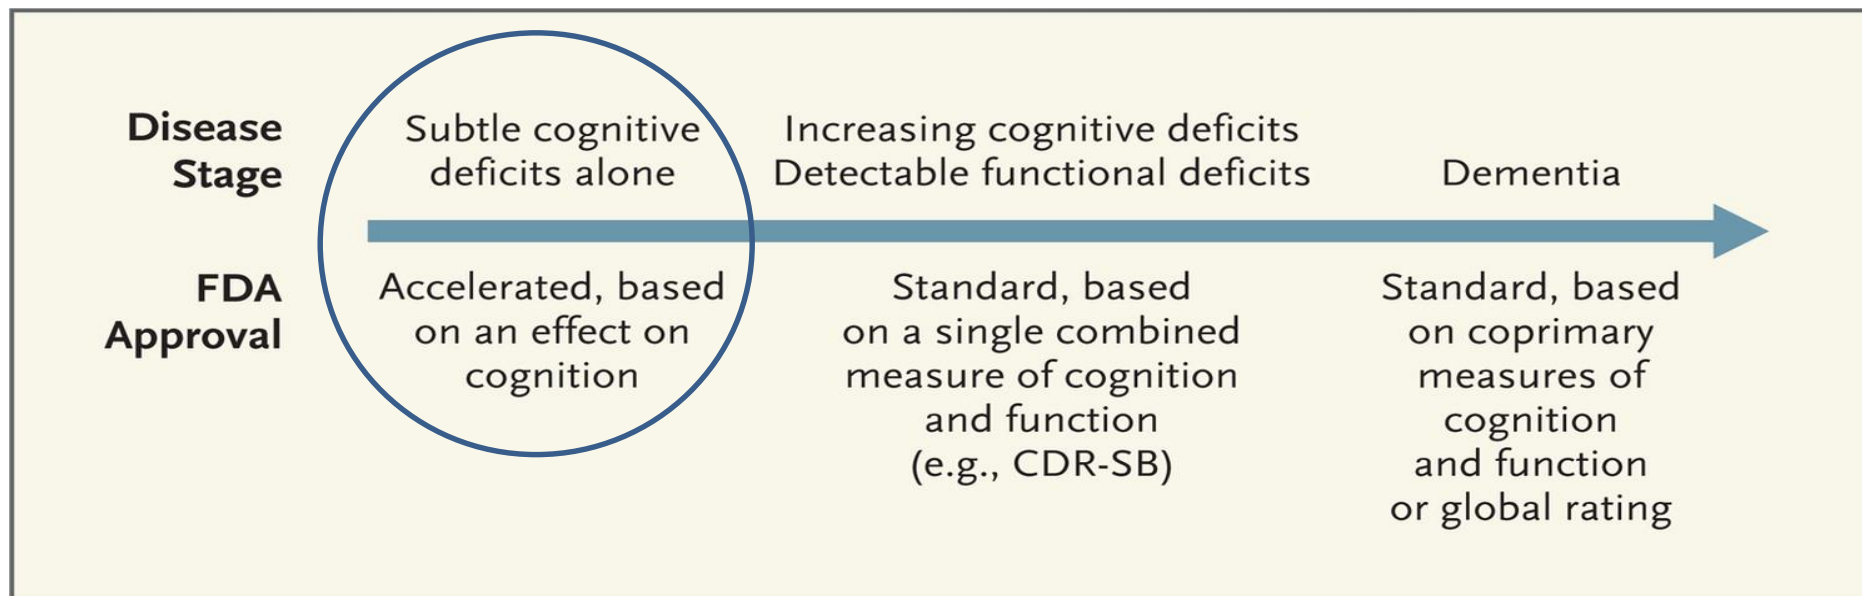 Disease
Stage
Subtle cognitive
deficits alone
Increasing cognitive deficits
Detectable functional deficits
Dementia
FDA
Approval
Accelerated, based
on an effect on
cognition
Standard, based
on a single combined
measure of cognition
and function
(e.g., CDR-SB)
Standard, based
on coprimary
measures of
cognition
and function
or global rating